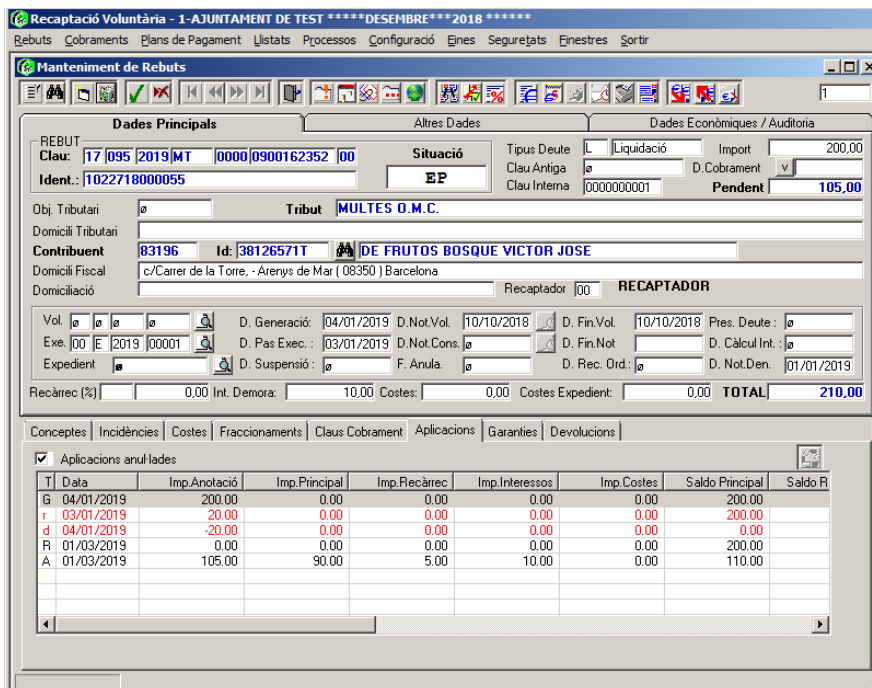 Recaptació Voluntària - 1-AJUNTAMENT DE TEST *****DESEMBRE***2018 ******
Rebuts Cobraments Plans de Pagament Llistats Processos Configuració Eines Seguretats Finestres Sortir
Manteniment de Rebuts
1
Dades Principals Altres Dades Dades Econòmiques / Auditoria
REBUT
Clau: 17 095 2019 MT 0000 0900162352 00 Situació Tipus Deute L Liquidació Import 200,00
Ident.: 1022718000055 EP Clau Antiga ø D.Cobrament v
Clau Interna 0000000001 Pendent 105,00
Obj. Tributari ø Tribut MULTES O.M.C.
Domicili Tributari
Contribuent 83196 Id: 38126571T DE FRUTOS BOSQUE VICTOR JOSE
Domicili Fiscal c/Carrer de la Torre, - Arenys de Mar ( 08350 ) Barcelona
Domiciliació Recaptador 00 RECAPTADOR
Vol. ø ø ø ø D. Generació: 04/01/2019 D.Not.Vol. 10/10/2018 D. Fin.Vol. 10/10/2018 Pres. Deute : ø
Exe. 00 E 2019 00001 D. Pas Exec. : 03/01/2019 D.Not.Cons. ø D. Fin.Not D. Càlcul Int. : ø
Expedient ø D. Suspensió : ø F. Anula. ø D. Rec. Ord.: ø D. Not.Den. 01/01/2019
Recàrrec (%) 0,00 Int. Demora: 10,00 Costes: 0,00 Costes Expedient: 0,00 TOTAL 210,00
Conceptes Incidències Costes Fraccionaments Claus Cobrament Aplicacions Garanties Devolucions
Aplicacions anul·lades
T Data Imp.Anotació Imp.Principal Imp.Recàrrec Imp.Interessos Imp.Costes Saldo Principal Saldo R
G 04/01/2019 200.00 0.00 0.00 0.00 0.00 200.00
r 03/01/2019 20.00 0.00 0.00 0.00 0.00 200.00
d 04/01/2019 -20.00 0.00 0.00 0.00 0.00 0.00
R 01/03/2019 0.00 0.00 0.00 0.00 0.00 200.00
A 01/03/2019 105.00 90.00 5.00 10.00 0.00 110.00